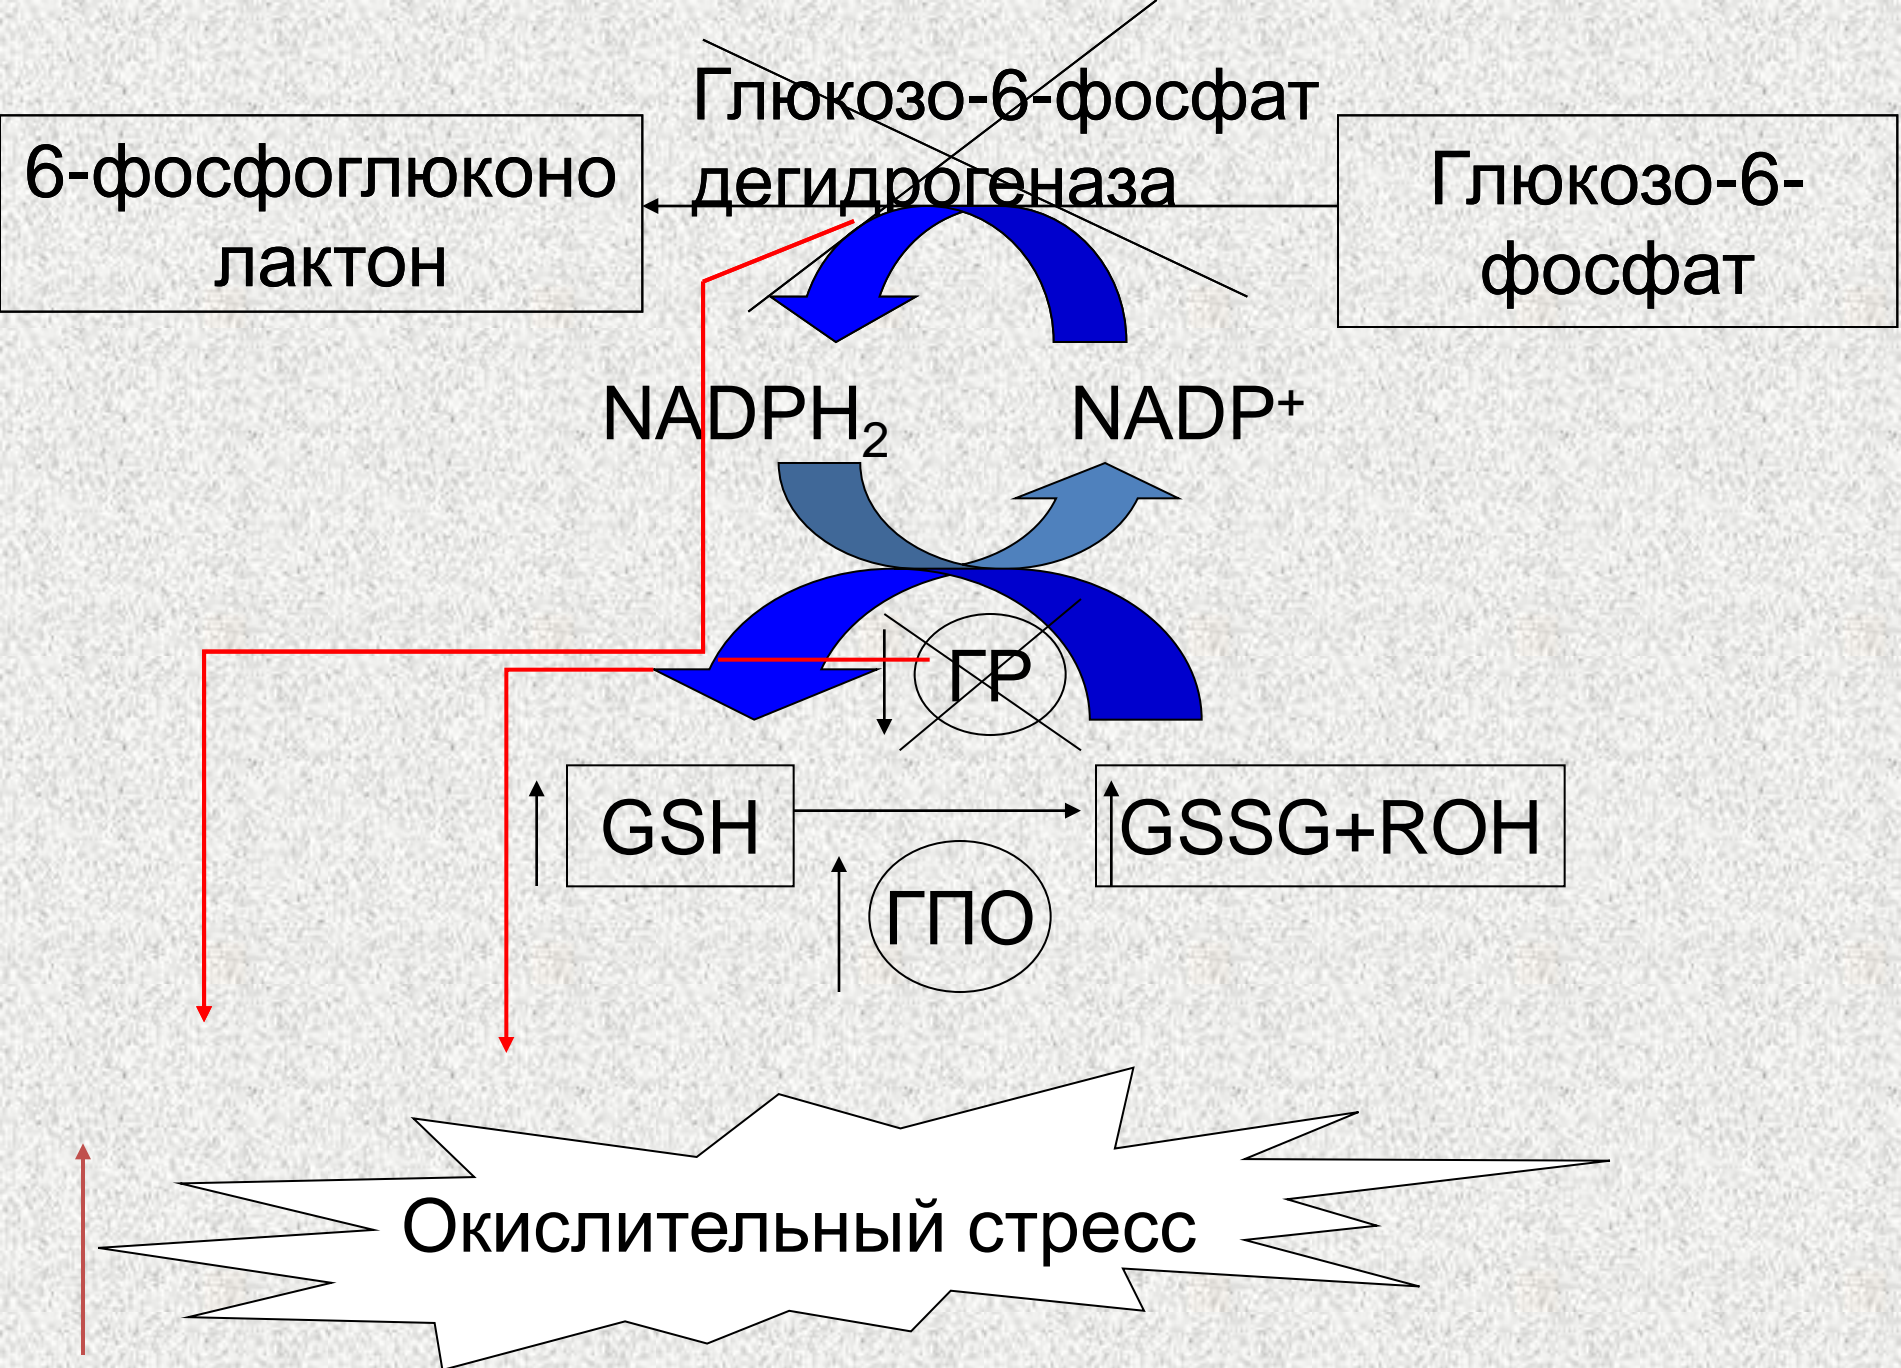 Глюкозо-6-фосфат
дегидрогеназа
6-фосфоглюконо
лактон
Глюкозо-6-
фосфат
NADPH₂
NADP⁺
ГР
GSH
GSSG+ROH
ГПО
Окислительный стресс